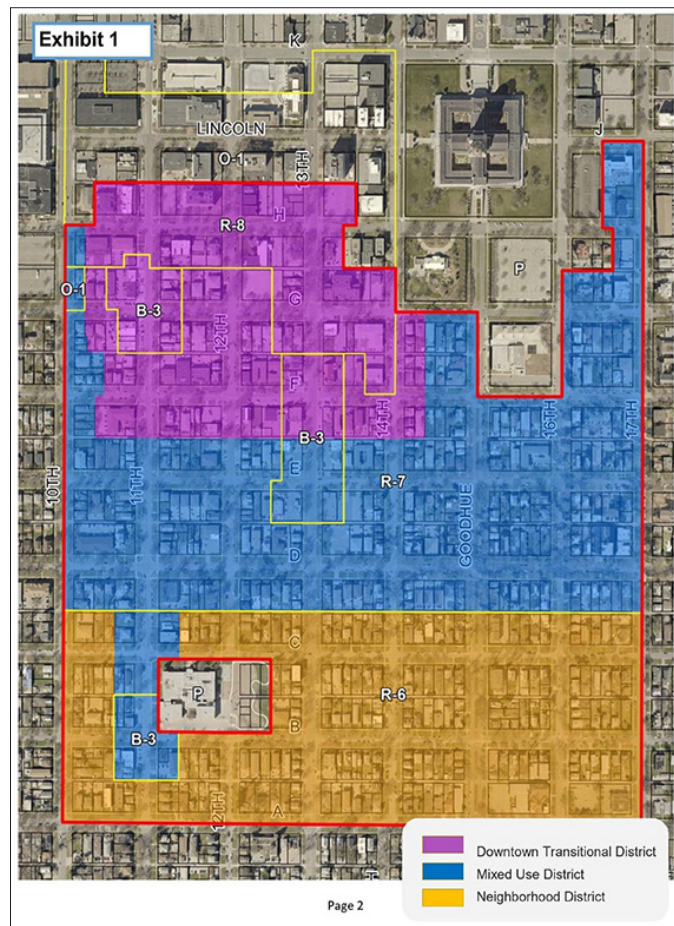 Exhibit 1
K
LINCOLN
J
O-1
13TH
H
R-8
P
O-1
B-3
G
12TH
F
14TH
16TH
17TH
B-3
10TH
11TH
E
R-7
GOODHUE
D
C
P
R-6
B
B-3
12TH
A
Downtown Transitional District
Mixed Use District
Neighborhood District
Page 2